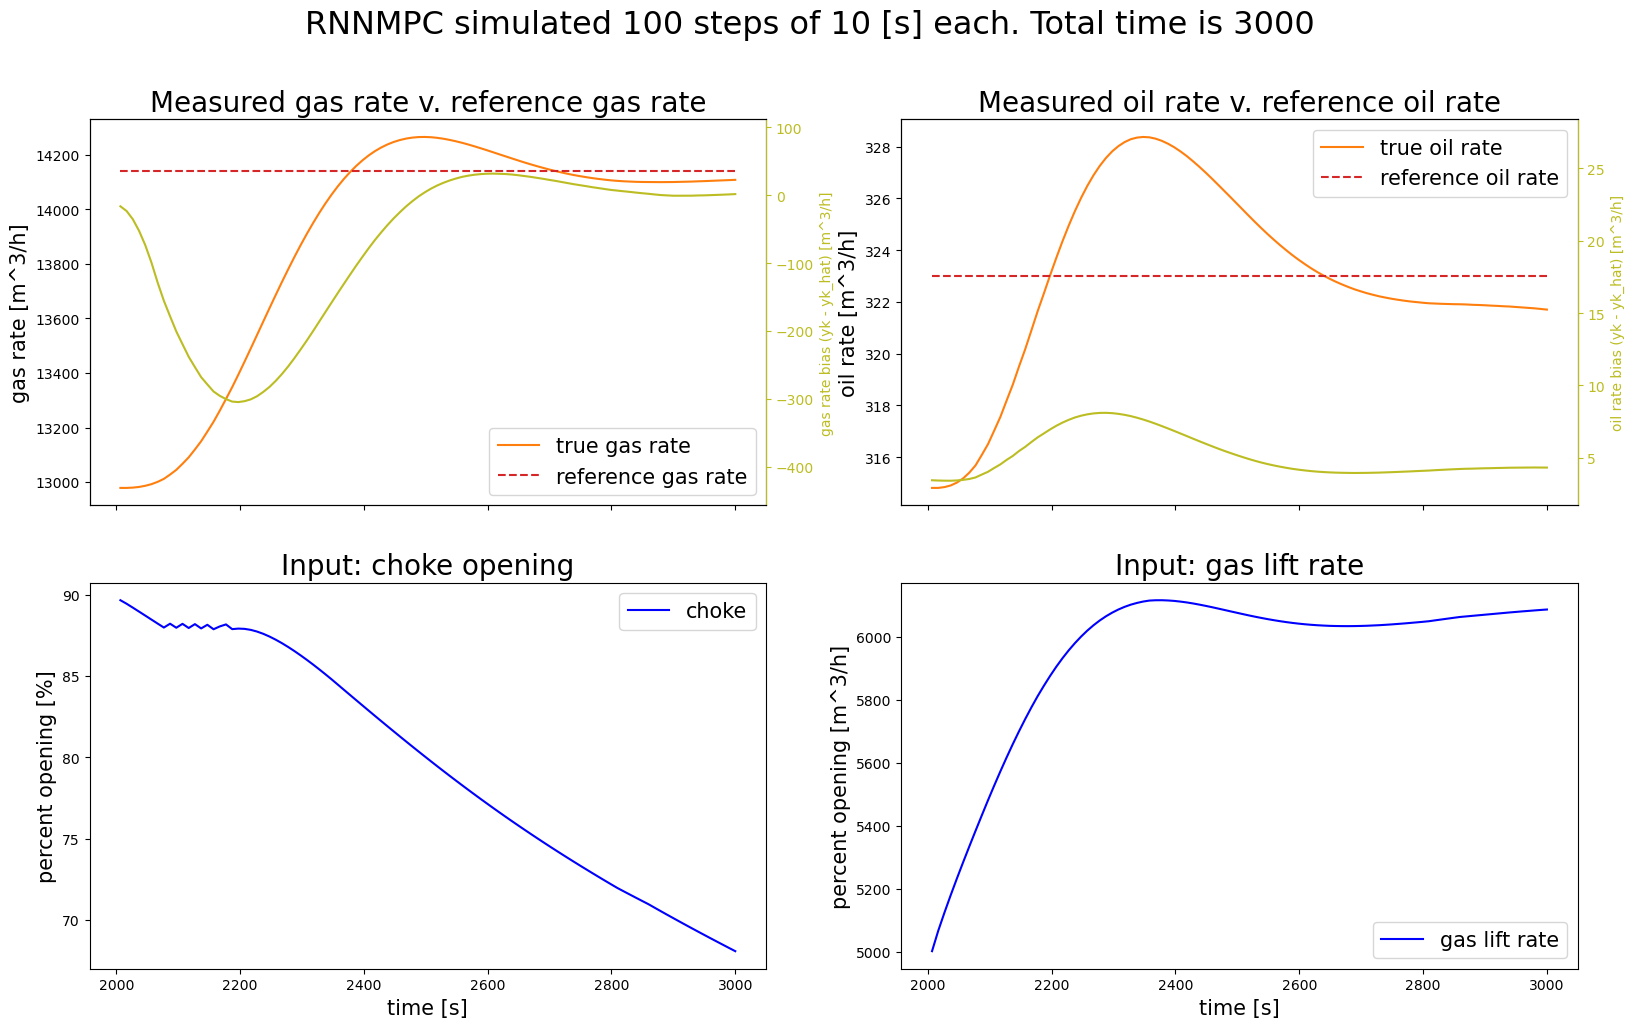 RNNMPC simulated 100 steps of 10 [s] each. Total time is 3000
Measured gas rate v. reference gas rate
gas rate [m^3/h]
14200
14000
13800
13600
13400
13200
13000
100
0
−100
−200
−300
−400
gas rate bias (yk - yk_hat) [m^3/h]
true gas rate
reference gas rate
Measured oil rate v. reference oil rate
oil rate [m^3/h]
328
326
324
322
320
318
316
25
20
15
10
5
oil rate bias (yk - yk_hat) [m^3/h]
true oil rate
reference oil rate
Input: choke opening
percent opening [%]
90
85
80
75
70
choke
2000 2200 2400 2600 2800 3000
time [s]
Input: gas lift rate
percent opening [m^3/h]
6000
5800
5600
5400
5200
5000
gas lift rate
2000 2200 2400 2600 2800 3000
time [s]